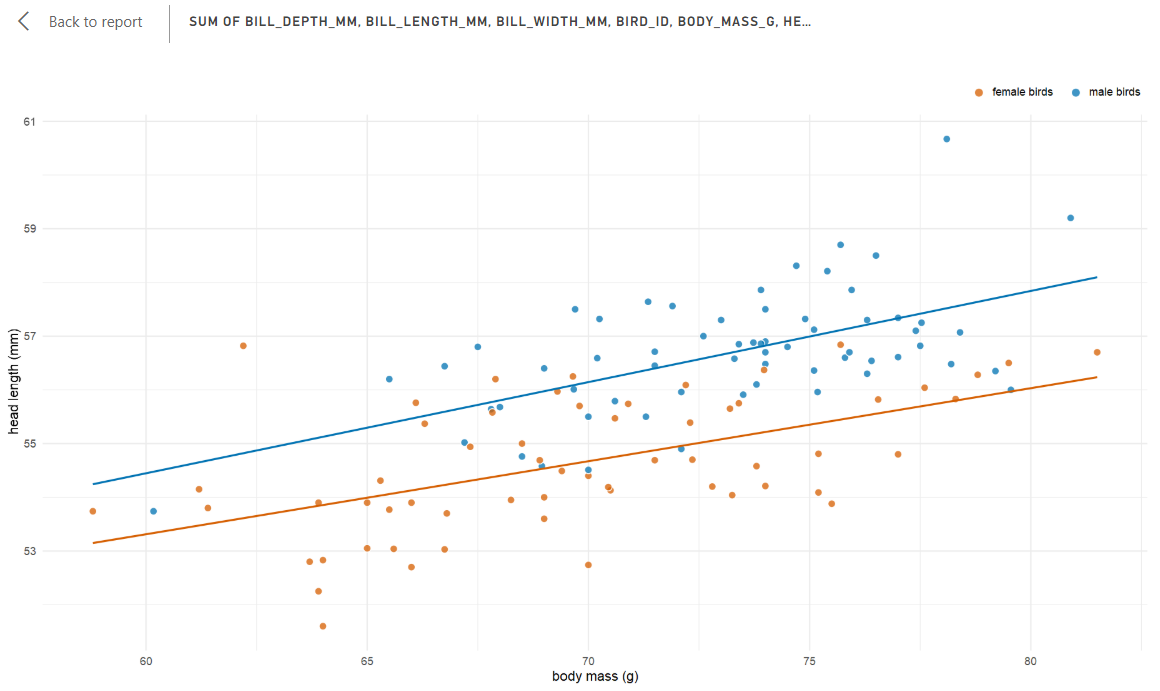 Back to report
SUM OF BILL_DEPTH_MM, BILL_LENGTH_MM, BILL_WIDTH_MM, BIRD_ID, BODY_MASS_G, HE...
female birds
male birds
61
59
57
55
53
head length (mm)
60
65
70
75
80
body mass (g)